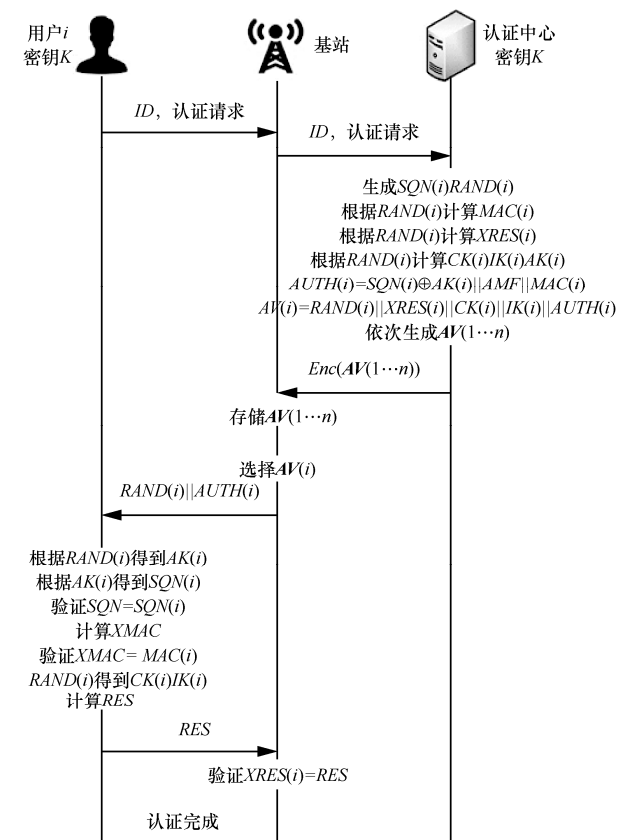 用户i
密钥K
基站
认证中心
密钥K
ID，认证请求
ID，认证请求
生成SQN(i)RAND(i)
根据RAND(i)计算MAC(i)
根据RAND(i)计算XRES(i)
根据RAND(i)计算CK(i)IK(i)AK(i)
AUTH(i)=SQN(i)⊕AK(i)||AMF||MAC(i)
AV(i)=RAND(i)||XRES(i)||CK(i)||IK(i)||AUTH(i)
依次生成AV(1⋯n)
Enc(AV(1⋯n))
存储AV(1⋯n)
选择AV(i)
RAND(i)||AUTH(i)
根据RAND(i)得到AK(i)
根据AK(i)得到SQN(i)
验证SQN=SQN(i)
计算XMAC
验证XMAC= MAC(i)
RAND(i)得到CK(i)IK(i)
计算RES
RES
验证XRES(i)=RES
认证完成